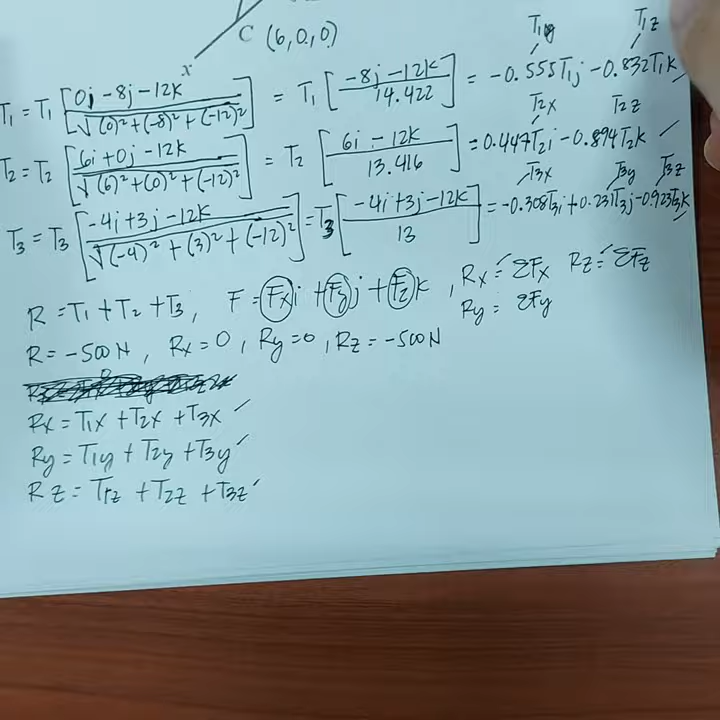 C (6,0,0)
x
T1y T1z
T1 = T1 [0j - 8j - 12k / √(0)²+(-8)²+(-12)²] = T1 [-8j - 12k / 14.422] = -0.555T1j - 0.832T1k
T2x T2z
T2 = T2 [6i + 0j - 12k / √(6)²+(0)²+(-12)²] = T2 [6i - 12k / 13.416] = 0.447T2i - 0.894T2k
T3x T3y T3z
T3 = T3 [-4i + 3j - 12k / √(-4)²+(3)²+(-12)²] = T3 [-4i + 3j - 12k / 13] = -0.308T3i + 0.231T3j - 0.923T3k
R = T1 + T2 + T3, F = Fxi + Fyj + Fzk, Rx = ΣFx Rz = ΣFz
Ry = ΣFy
R = -500N, Rx = 0, Ry = 0, Rz = -500N
Rx = T1x + T2x + T3x
Ry = T1y + T2y + T3y
Rz = T1z + T2z + T3z